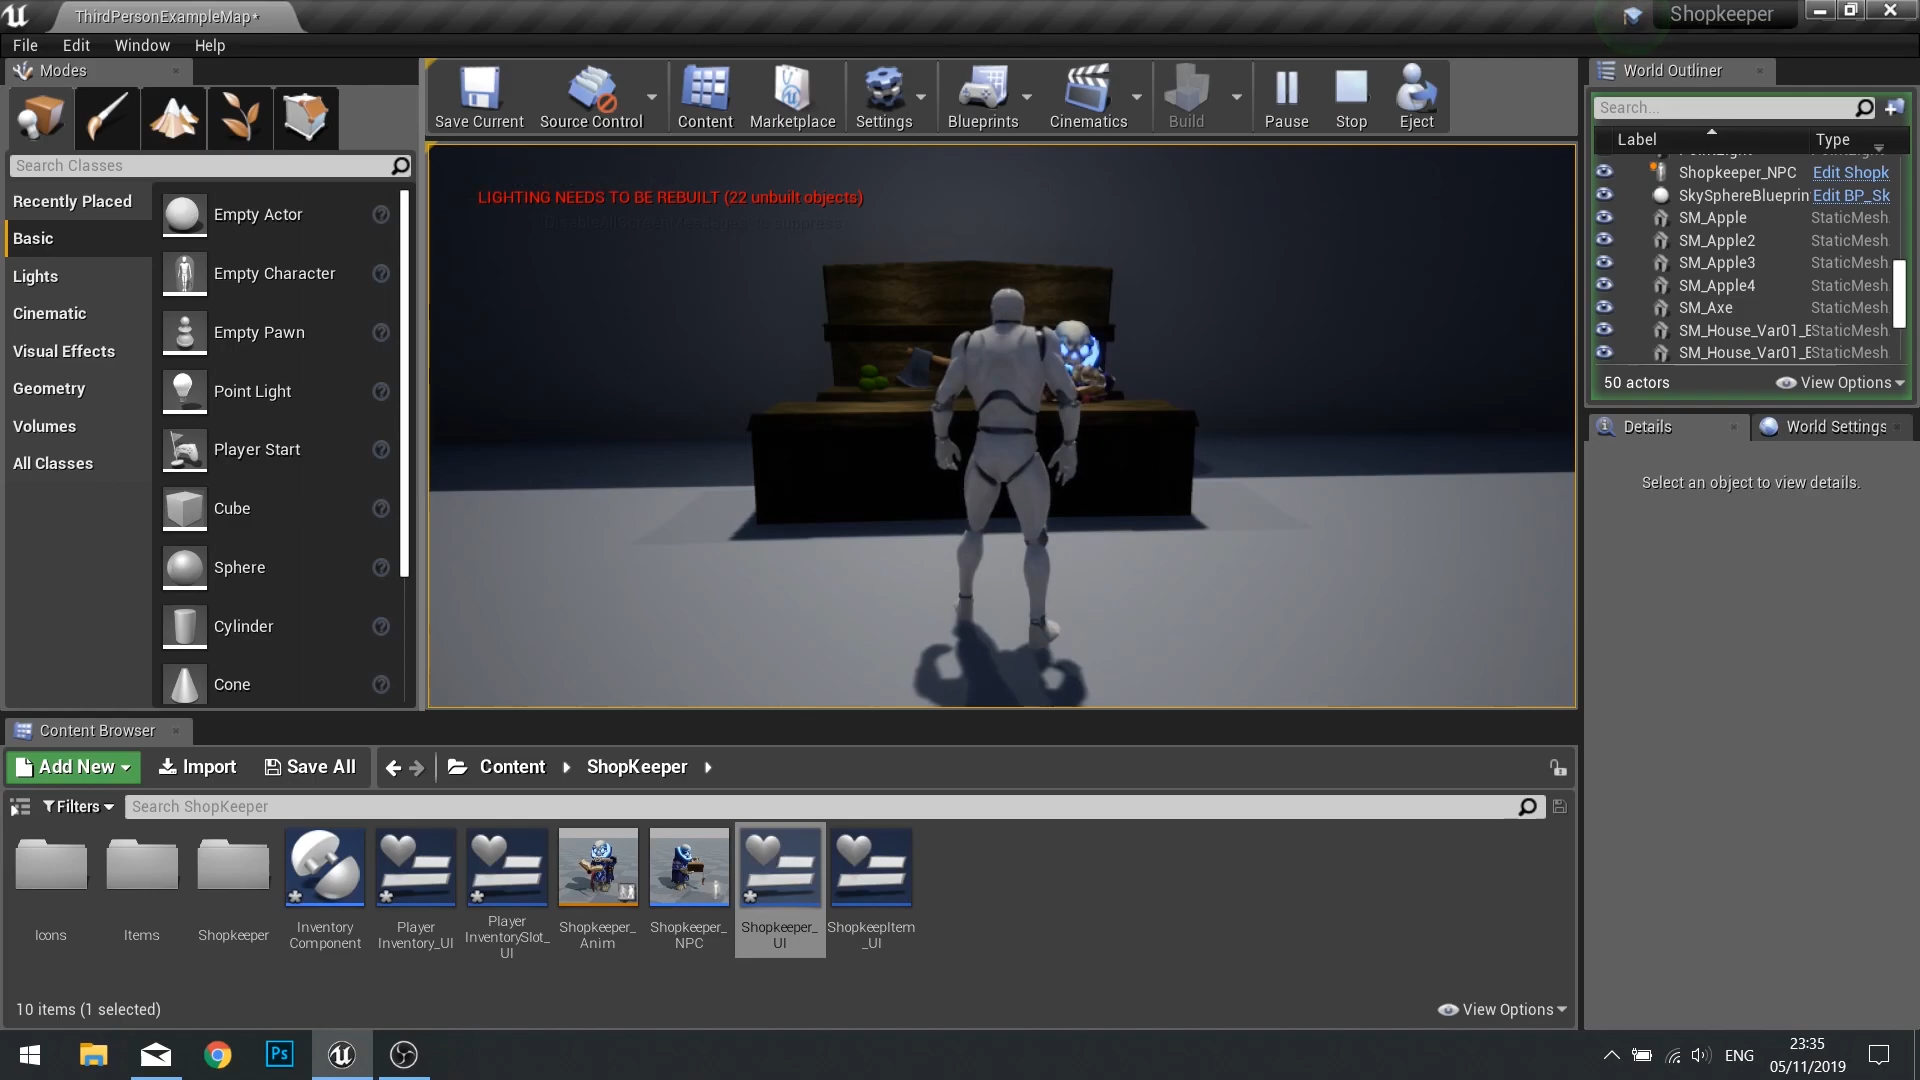 ThirdPersonExampleMap*
Shopkeeper
File
Edit
Window
Help
Modes
Search Classes
Recently Placed
Basic
Lights
Cinematic
Visual Effects
Geometry
Volumes
All Classes
Empty Actor
Empty Character
Empty Pawn
Point Light
Player Start
Cube
Sphere
Cylinder
Cone
Save Current
Source Control
Content
Marketplace
Settings
Blueprints
Cinematics
Build
Pause
Stop
Eject
LIGHTING NEEDS TO BE REBUILT (22 unbuilt objects)
World Outliner
Search...
Label
Type
Shopkeeper_NPC
Edit Shopk
SkySphereBlueprin
Edit BP_Sk
SM_Apple
StaticMesh
SM_Apple2
StaticMesh
SM_Apple3
StaticMesh
SM_Apple4
StaticMesh
SM_Axe
StaticMesh
SM_House_Var01_E
StaticMesh
SM_House_Var01_E
StaticMesh
50 actors
View Options
Details
World Settings
Select an object to view details.
Content Browser
Add New
Import
Save All
Content
ShopKeeper
Filters
Search ShopKeeper
Icons
Items
Shopkeeper
Inventory
Component
Player
Inventory_UI
Player
InventorySlot_
UI
Shopkeeper_
Anim
Shopkeeper_
NPC
Shopkeeper_
UI
ShopkeepItem
_UI
10 items (1 selected)
View Options
Ps
ENG
23:35
05/11/2019